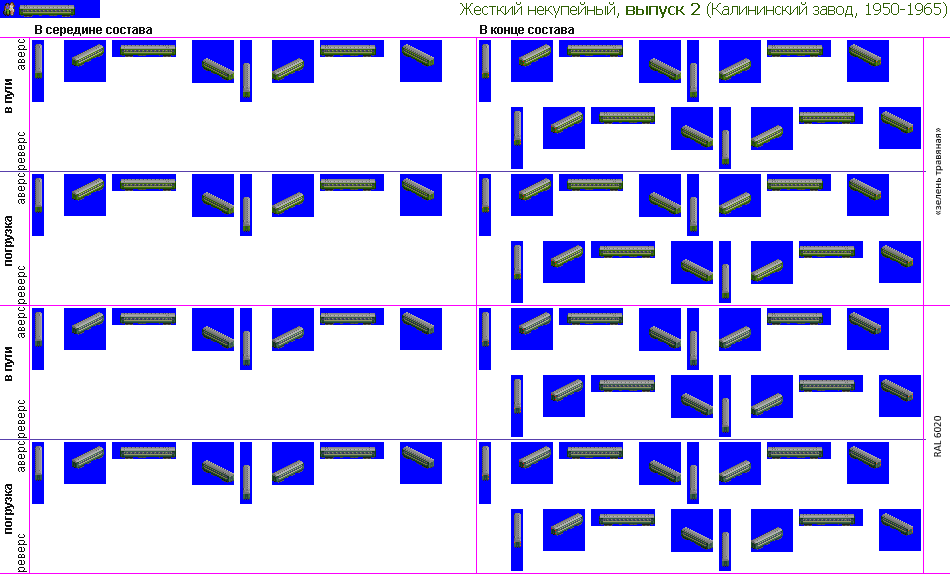 Жесткий некупейный, выпуск 2 (Калининский завод, 1950-1965)
В середине состава
В конце состава
в пути
аверс
реверс
«зелень травяная»
погрузка
аверс
реверс
в пути
аверс
реверс
RAL 6020
погрузка
аверс
реверс